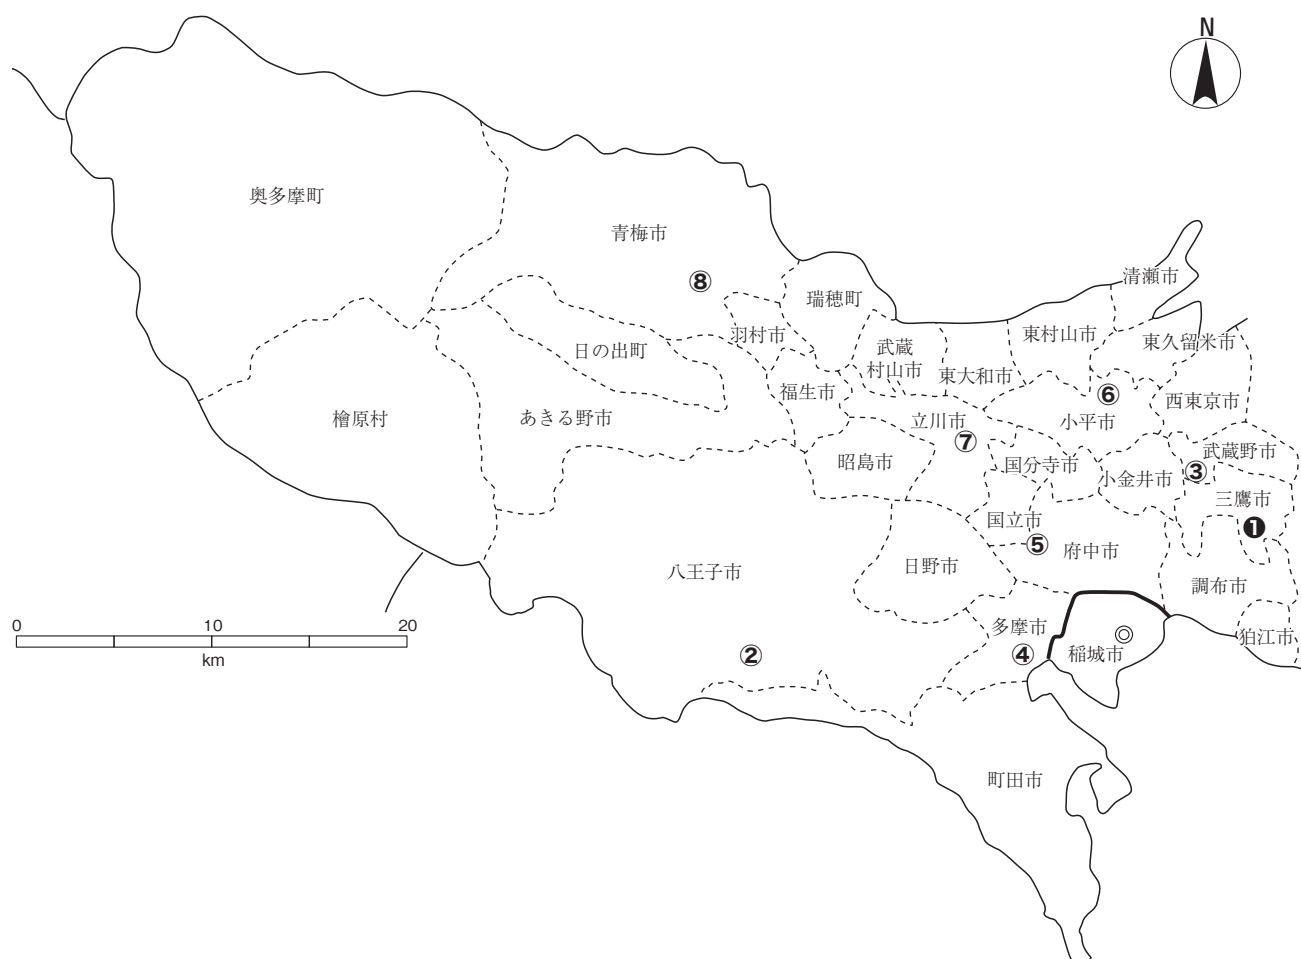 N
奥多摩町
青梅市
⑧
瑞穂町
清瀬市
羽村市
日の出町
武蔵
村山市
東大和市
東村山市
東久留米市
福生市
⑥
西東京市
檜原村
あきる野市
立川市
⑦
小平市
昭島市
国分寺市
小金井市
武蔵野市
③
三鷹市
❶
国立市
⑤
府中市
八王子市
日野市
調布市
0 10 20
km
②
多摩市
④
稲城市
狛江市
町田市